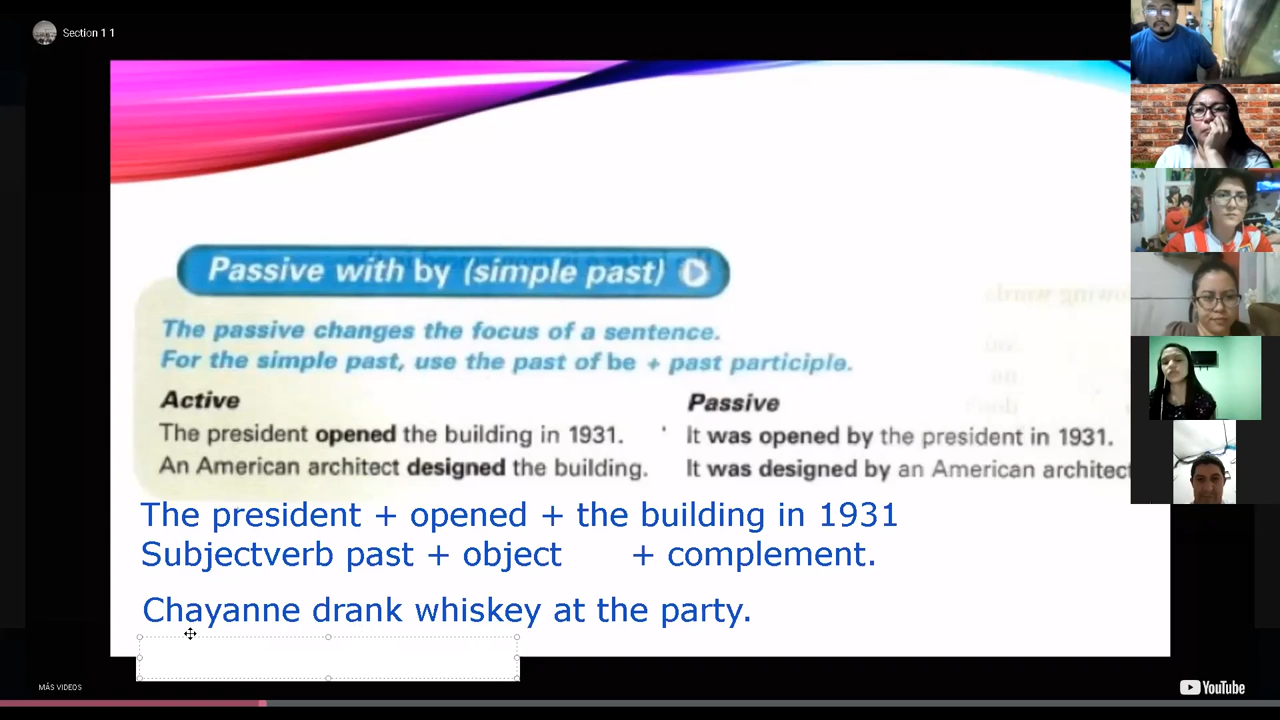 Section 1 1
Passive with by (simple past)
The passive changes the focus of a sentence.
For the simple past, use the past of be + past participle.
Active
Passive
The president opened the building in 1931.
It was opened by the president in 1931.
An American architect designed the building.
It was designed by an American architect
The president + opened + the building in 1931
Subjectverb past + object + complement.
Chayanne drank whiskey at the party.
MÁS VIDEOS
YouTube